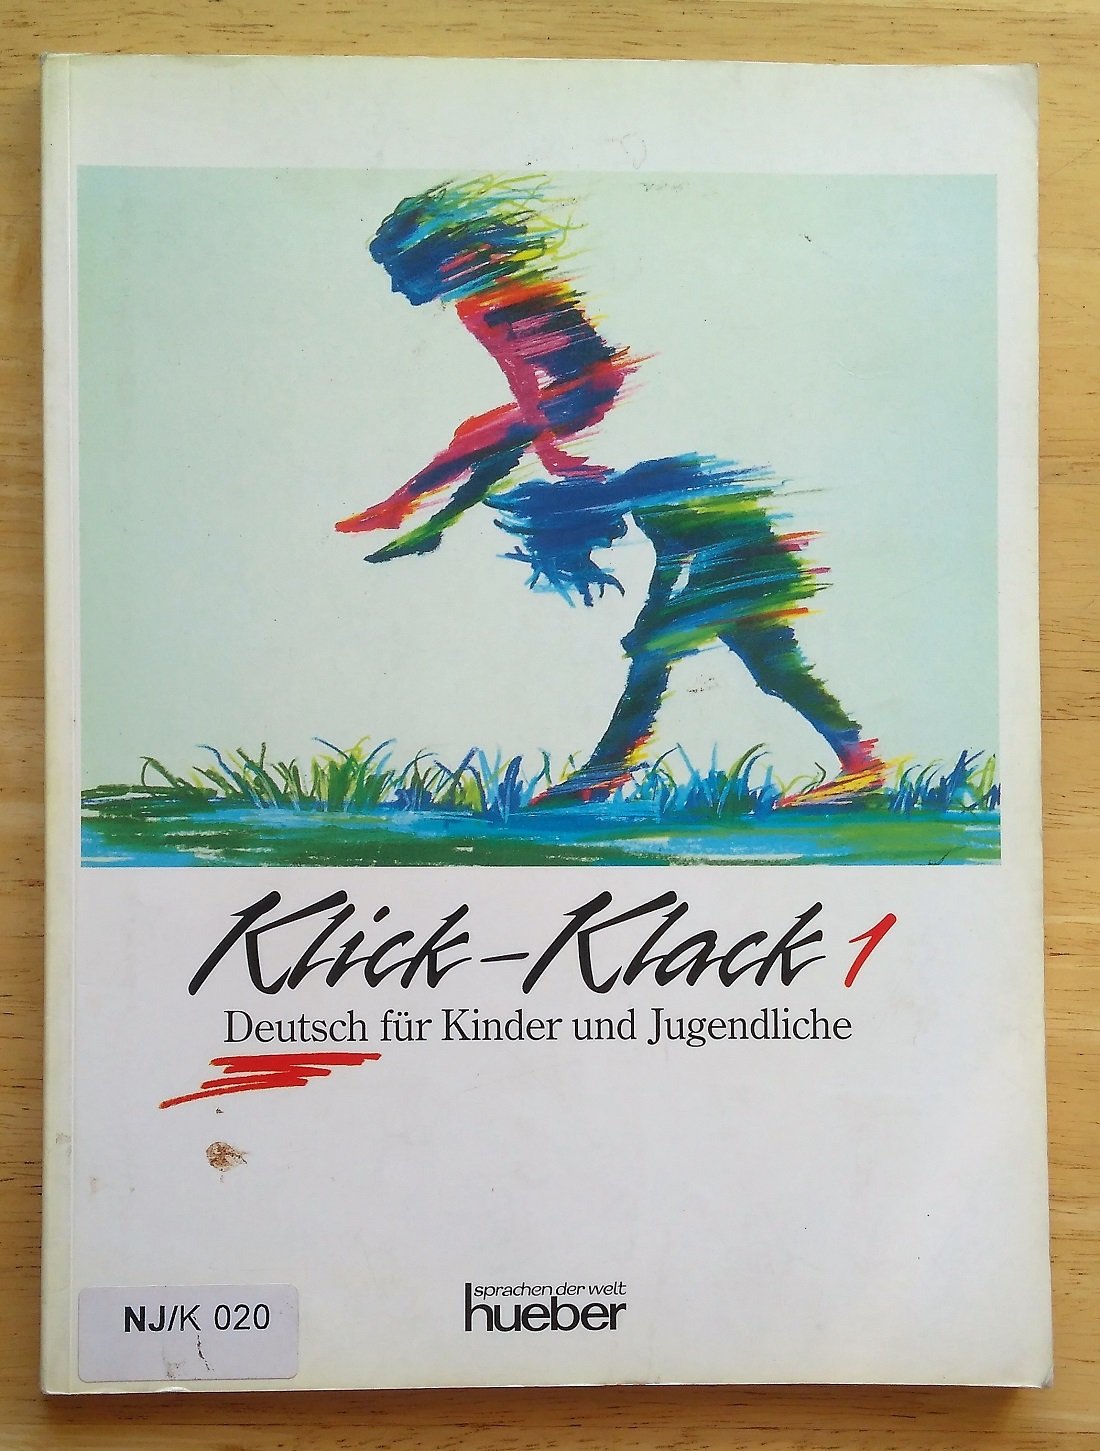 Klick-Klack 1
Deutsch für Kinder und Jugendliche
sprachen der welt
hueber
NJ/K 020